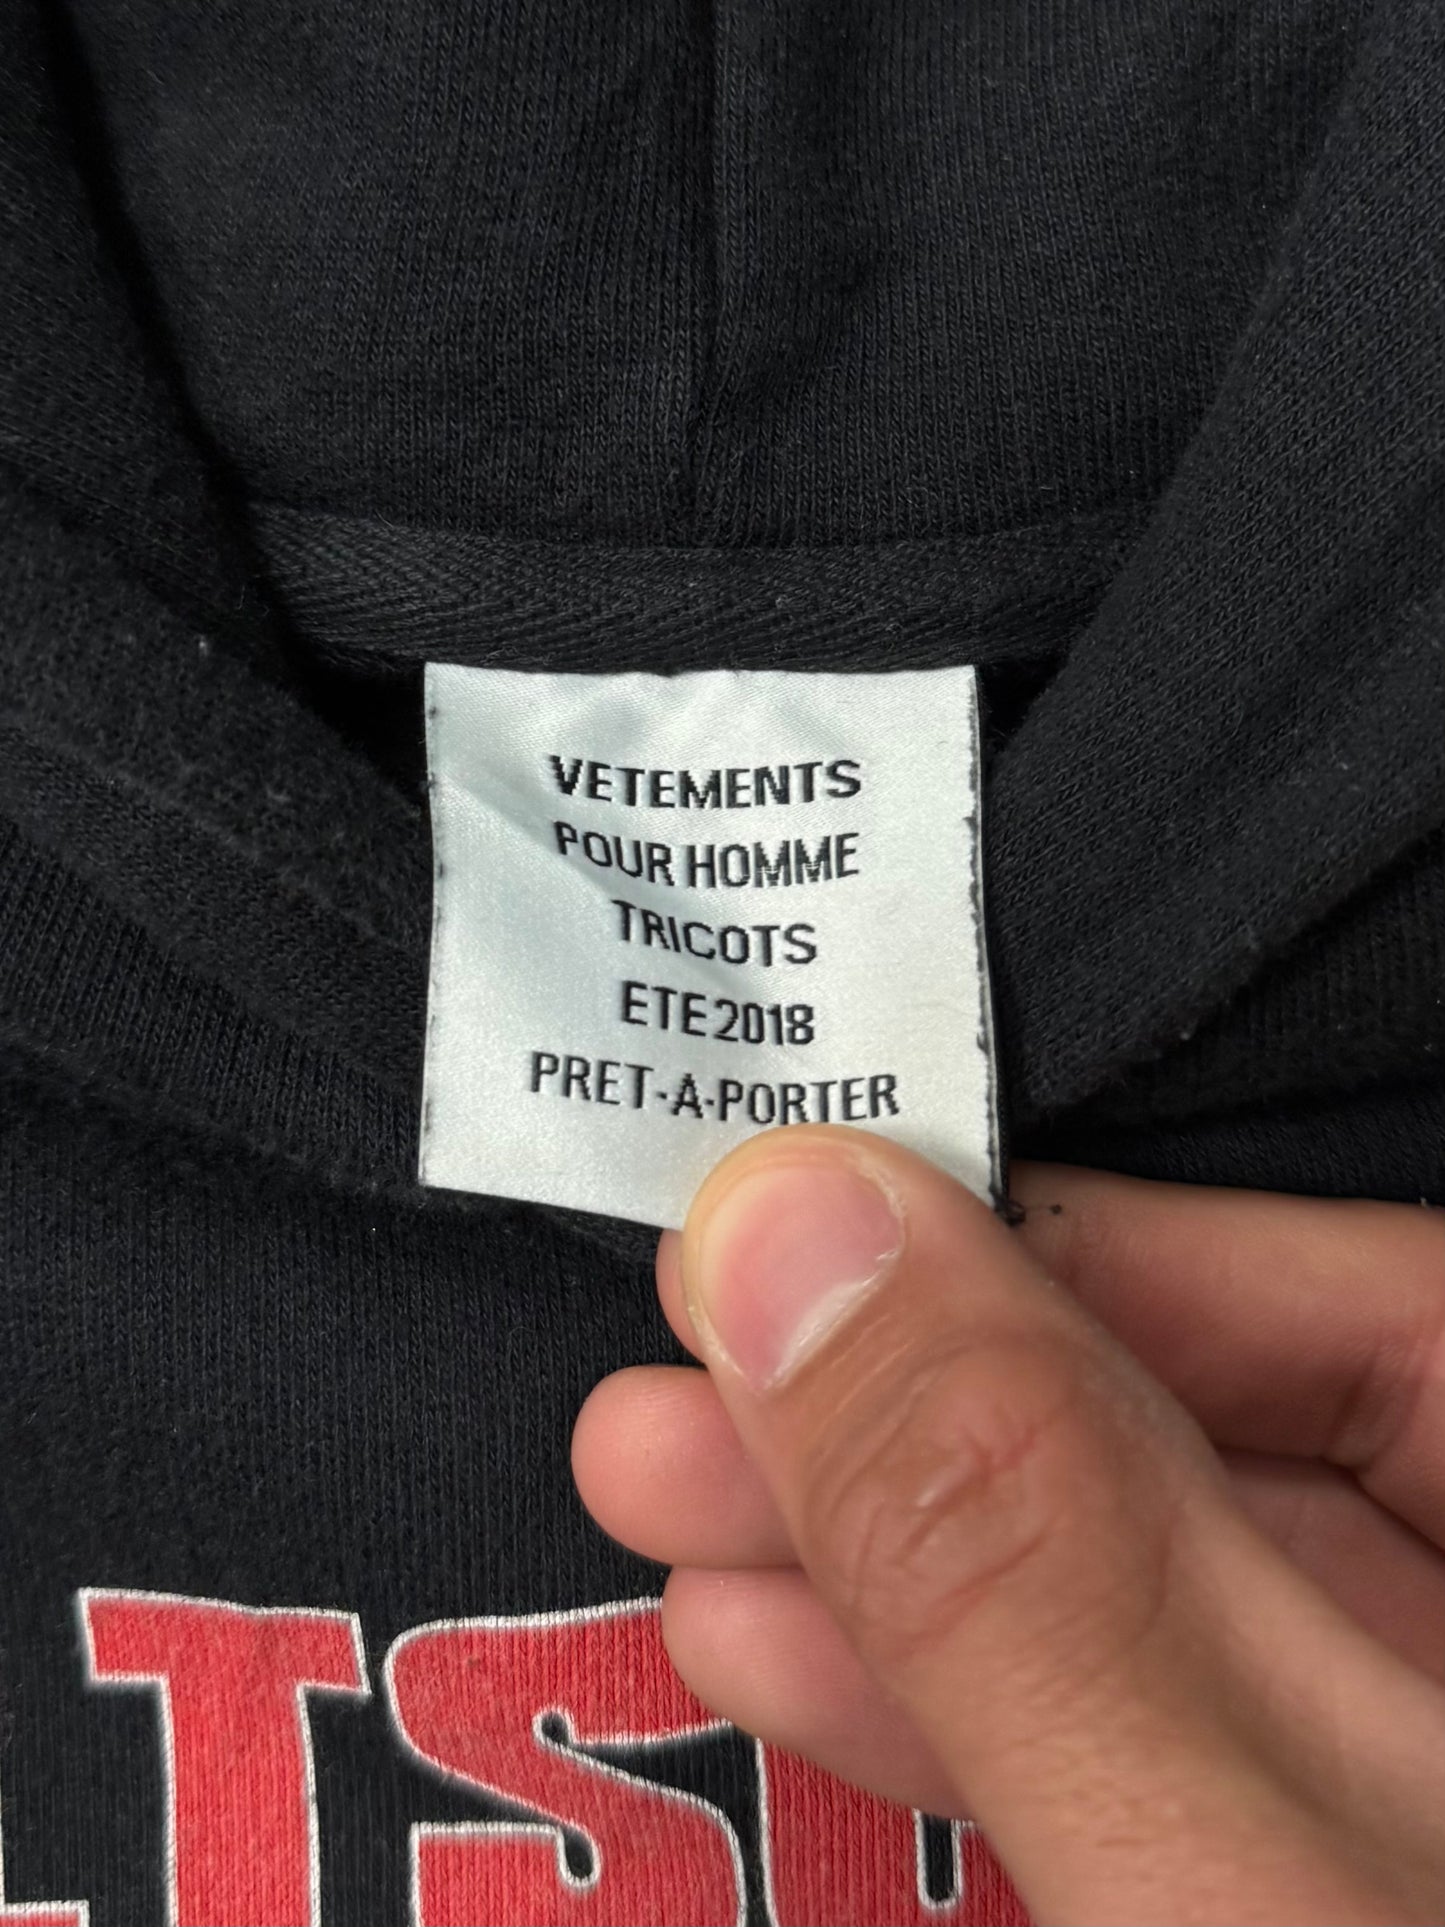 VETEMENTS
POUR HOMME
TRICOTS
ETE 2018
PRET-A-PORTER